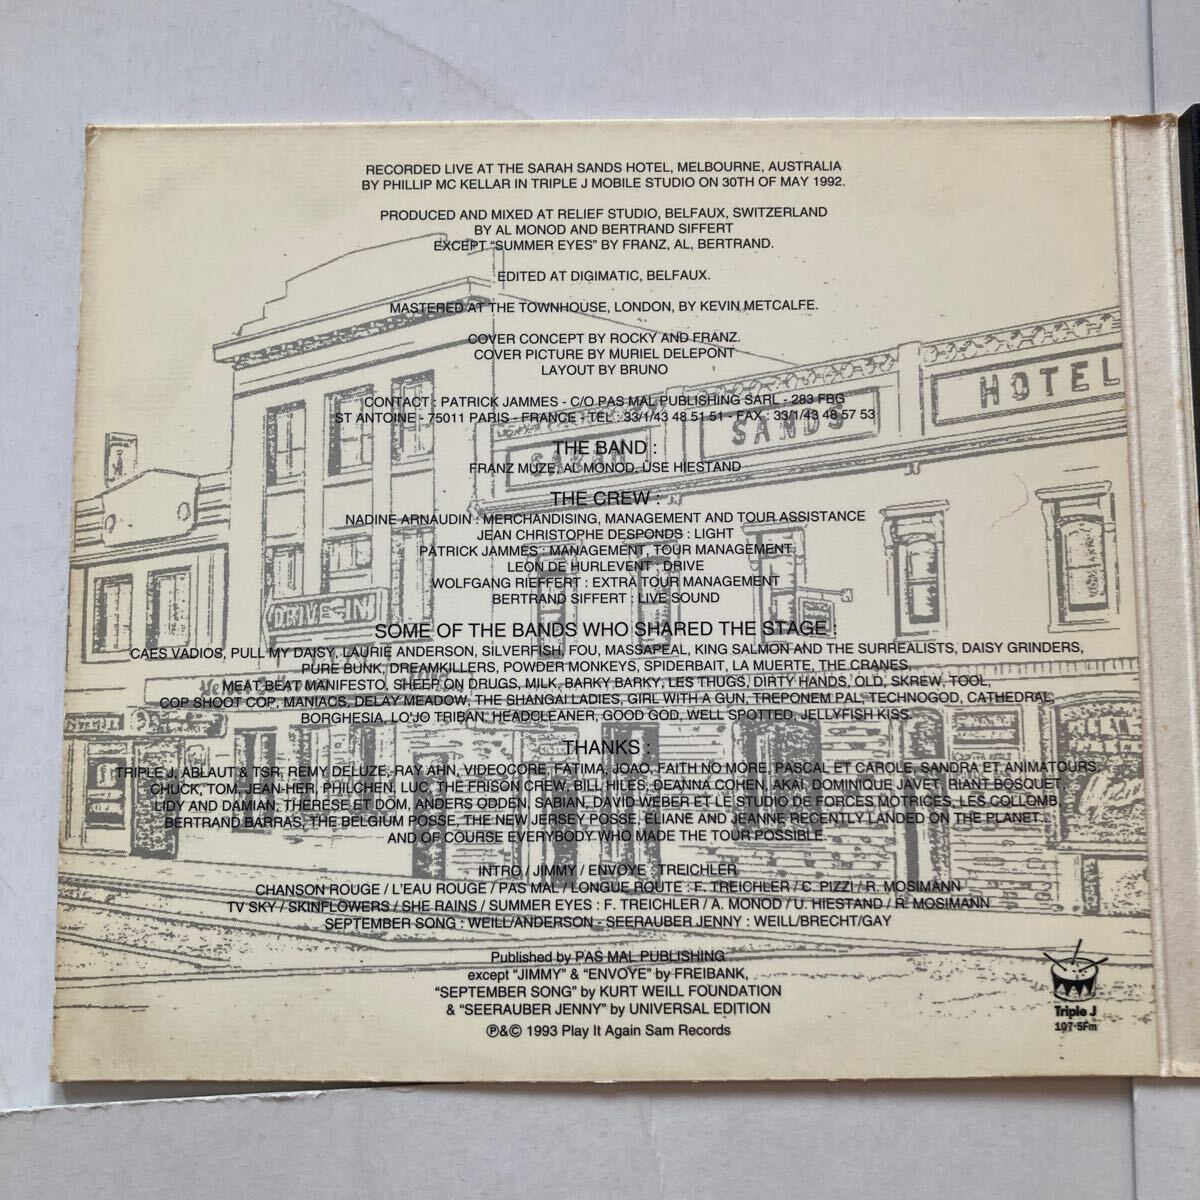 RECORDED LIVE AT THE SARAH SANDS HOTEL, MELBOURNE, AUSTRALIA
BY PHILLIP MC KELLAR IN TRIPLE J MOBILE STUDIO ON 30TH OF MAY 1992.
PRODUCED AND MIXED AT RELIEF STUDIO, BELFAUX, SWITZERLAND
BY AL MONOD AND BERTRAND SIFFERT
EXCEPT "SUMMER EYES" BY FRANZ, AL, BERTRAND.
EDITED AT DIGIMATIC, BELFAUX.
MASTERED AT THE TOWNHOUSE, LONDON, BY KEVIN METCALFE.
COVER CONCEPT BY ROCKY AND FRANZ.
COVER PICTURE BY MURIEL DELEPONT
LAYOUT BY BRUNO
CONTACT : PATRICK JAMMES - C/O PAS MAL PUBLISHING SARL - 283 FBG
ST ANTOINE - 75011 PARIS - FRANCE - TEL : 33/1/43 48 51 51 - FAX : 33/1/43 48 57 53
THE BAND :
FRANZ MUZE, AL MONOD, ÜSE HIESTAND
THE CREW :
NADINE ARNAUDIN : MERCHANDISING, MANAGEMENT AND TOUR ASSISTANCE
JEAN CHRISTOPHE DESPONDS : LIGHT
PATRICK JAMMES : MANAGEMENT, TOUR MANAGEMENT
LEON DE HURLEVENT : DRIVE
WOLFGANG RIEFFERT : EXTRA TOUR MANAGEMENT
BERTRAND SIFFERT : LIVE SOUND
SOME OF THE BANDS WHO SHARED THE STAGE :
CAES VADIOS, PULL MY DAISY, LAURIE ANDERSON, SILVERFISH, FOU, MASSAPEAL, KING SALMON AND THE SURREALISTS, DAISY GRINDERS,
PURE BUNK, DREAMKILLERS, POWDER MONKEYS, SPIDERBAIT, LA MUERTE, THE CRANES,
MEAT BEAT MANIFESTO, SHEEP ON DRUGS, MILK, BARKY BARKY, LES THUGS, DIRTY HANDS, OLD, SKREW, TOOL,
COP SHOOT COP, MANIACS, DELAY MEADOW, THE SHANGAI LADIES, GIRL WITH A GUN, TREPONEM PAL, TECHNOGOD, CATHEDRAL,
BORGHESIA, LO'JO TRIBAN, HEADCLEANER, GOOD GOD, WELL SPOTTED, JELLYFISH KISS.
THANKS :
TRIPLE J, ABLAUT & TSR, REMY DELUZE, RAY AHN, VIDEOCORE, FATIMA, JOAO, FAITH NO MORE, PASCAL ET CAROLE, SANDRA ET ANIMATOURS,
CHUCK, TOM, JEAN-HER, PHILCHEN, LUC, THE FRISON CREW, BILL HILES, DEANNA COHEN, AKAI, DOMINIQUE JAVET, RIANT BOSQUET,
LIDY AND DAMIAN, THERESE ET DOM, ANDERS ODDEN, SABIAN, DAVID WEBER ET LE STUDIO DE FORCES MOTRICES, LES COLLOMB,
BERTRAND BARRAS, THE BELGIUM POSSE, THE NEW JERSEY POSSE, ELIANE AND JEANNE RECENTLY LANDED ON THE PLANET...
AND OF COURSE EVERYBODY WHO MADE THE TOUR POSSIBLE.
INTRO / JIMMY / ENVOYE : TREICHLER
CHANSON ROUGE / L'EAU ROUGE / PAS MAL / LONGUE ROUTE : F. TREICHLER / C. PIZZI / R. MOSIMANN
TV SKY / SKINFLOWERS / SHE RAINS / SUMMER EYES : F. TREICHLER / A. MONOD / U. HIESTAND / R. MOSIMANN
SEPTEMBER SONG : WEILL/ANDERSON - SEERAUBER JENNY : WEILL/BRECHT/GAY
Published by PAS MAL PUBLISHING
except "JIMMY" & "ENVOYE" by FREIBANK,
"SEPTEMBER SONG" by KURT WEILL FOUNDATION
& "SEERAUBER JENNY" by UNIVERSAL EDITION
℗&© 1993 Play It Again Sam Records
SARAH SANDS HOTEL
DRIVE-IN
Triple J
107·5Fm